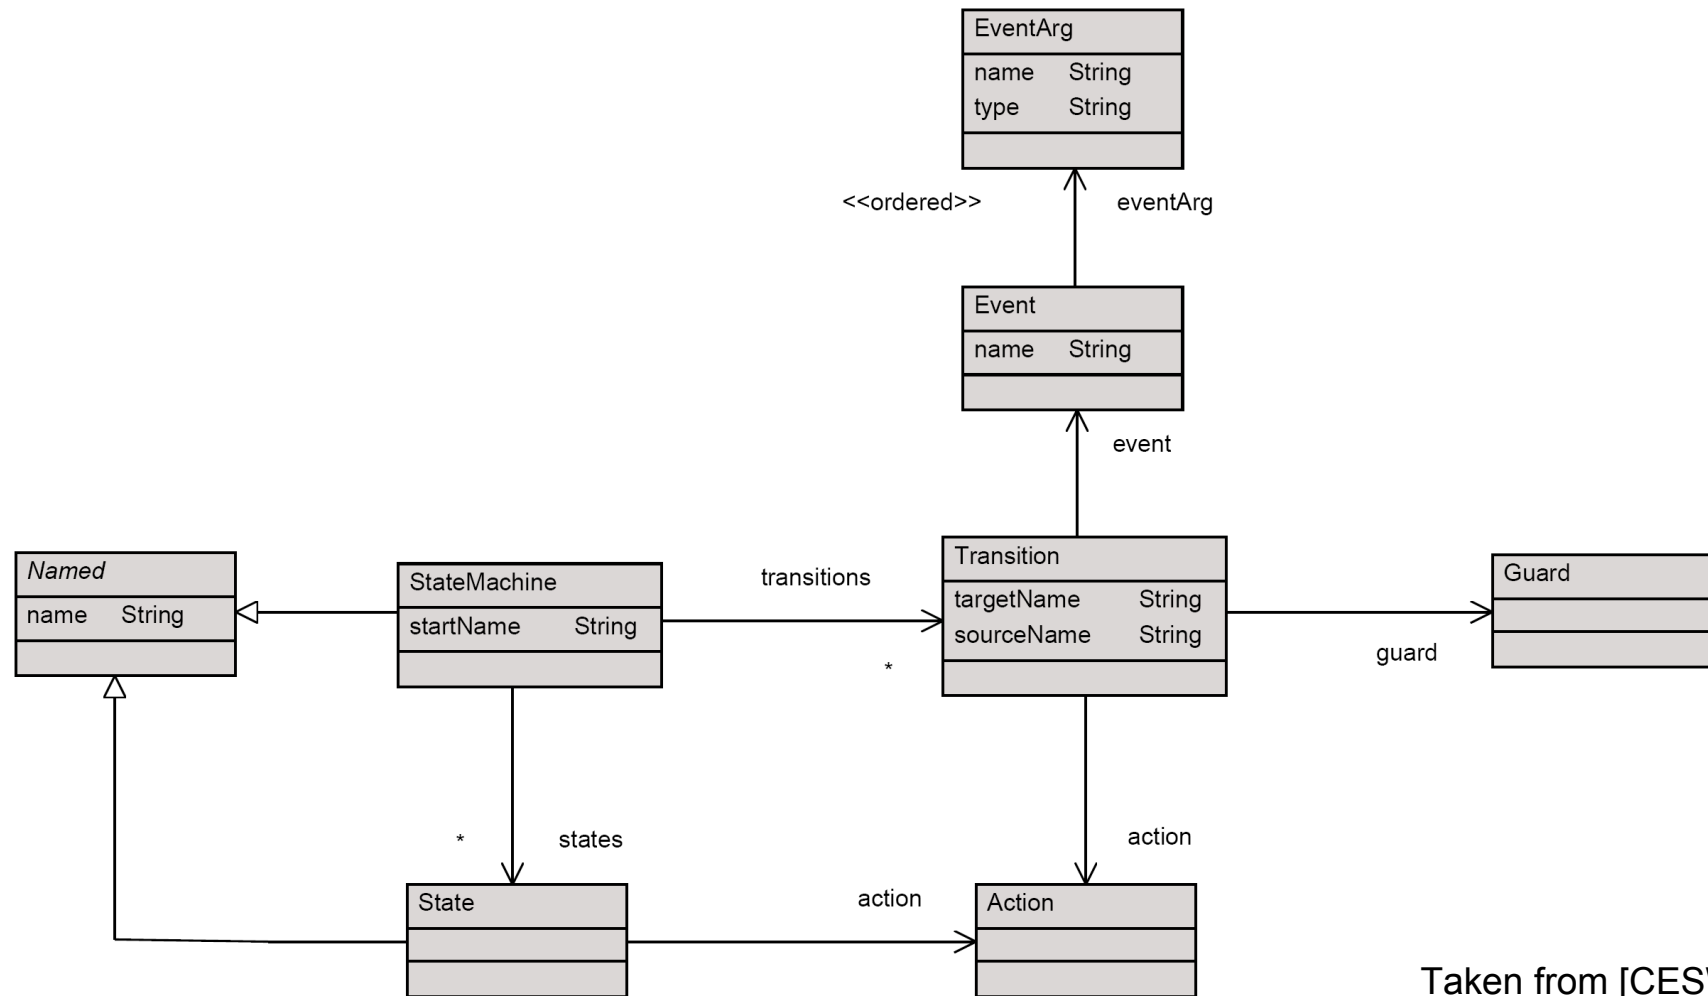 EventArg
name String
type String
<<ordered>> eventArg
Event
name String
event
Named
name String
StateMachine
startName String
transitions
*
Transition
targetName String
sourceName String
guard
Guard
* states
action
action
State
Action
Taken from [CES